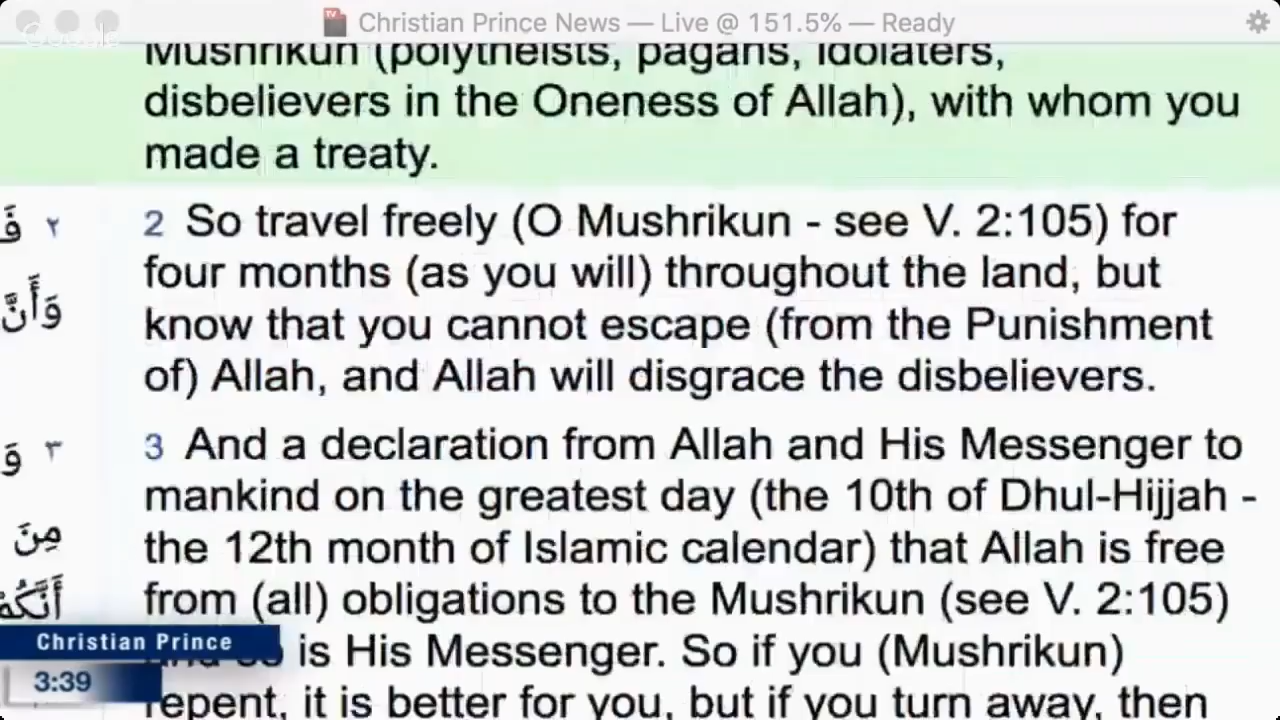 Christian Prince News — Live @ 151.5% — Ready
Google
Mushrikun (polytheists, pagans, idolaters,
disbelievers in the Oneness of Allah), with whom you
made a treaty.
2 So travel freely (O Mushrikun - see V. 2:105) for
four months (as you will) throughout the land, but
know that you cannot escape (from the Punishment
of) Allah, and Allah will disgrace the disbelievers.
٢
وَأَنَّ
3 And a declaration from Allah and His Messenger to
mankind on the greatest day (the 10th of Dhul-Hijjah -
the 12th month of Islamic calendar) that Allah is free
from (all) obligations to the Mushrikun (see V. 2:105)
is His Messenger. So if you (Mushrikun)
repent, it is better for you, but if you turn away, then
٣
مِنَ
Christian Prince
3:39